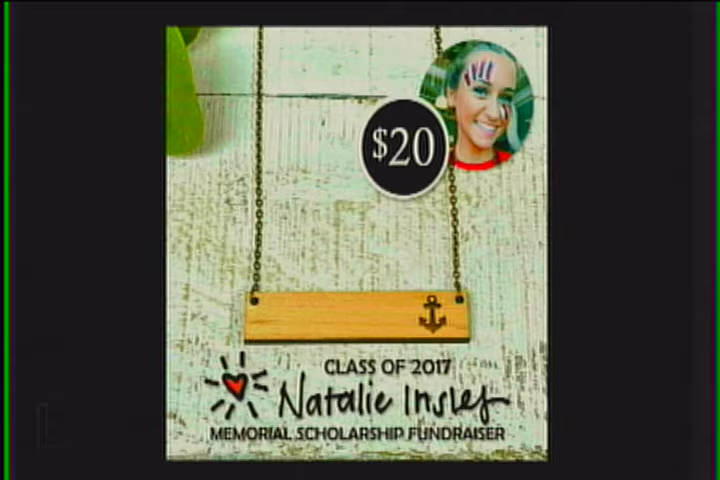 $20
CLASS OF 2017
Natalie Insley
MEMORIAL SCHOLARSHIP FUNDRAISER